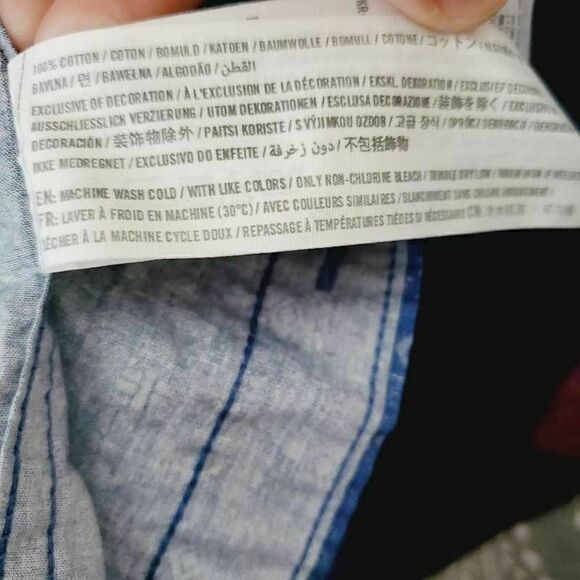 100% COTTON / COTON / BOMULD / KATOEN / BAUMWOLLE / BOMULL / COTONE / コットン /
BAVLNA / 면 / BAWEŁNA / ALGODÃO / القطن
EXCLUSIVE OF DECORATION / À L'EXCLUSION DE LA DÉCORATION / EKSKL DEKORATION / EXCLUSIEF
AUSSCHLIESSLICH VERZIERUNG / UTOM DEKORATIONEN / ESCLUSA DECORAZIONE / 装飾を除く /
DECORACIÓN / 装饰物除外 / PAITSI KORISTE / S VÝJIMKOU OZDOB / 고급 장식 /
IKKE MEDREGNET / EXCLUSIVO DO ENFEITE / دون زخرفة / 不包括飾物
EN: MACHINE WASH COLD / WITH LIKE COLORS / ONLY NON-CHLORINE BLEACH / TUMBLE DRY LOW /
FR: LAVER À FROID EN MACHINE (30°C) / AVEC COULEURS SIMILAIRES / BLANCHIMENT SANS CHLORE
SÉCHER À LA MACHINE CYCLE DOUX / REPASSAGE À TEMPÉRATURES TIÈDES SI NÉCESSAIRE CN: